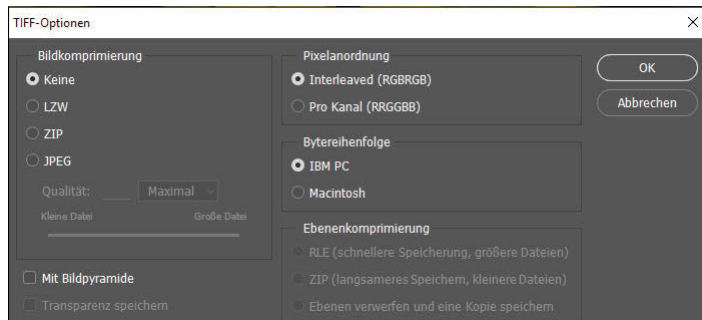 TIFF-Optionen
Bildkomprimierung
Keine
LZW
ZIP
JPEG
Qualität:
Maximal
Kleine Datei
Große Datei
Mit Bildpyramide
Transparenz speichern
Pixelanordnung
Interleaved (RGBRGB)
Pro Kanal (RRGGBB)
Bytereihenfolge
IBM PC
Macintosh
Ebenenkomprimierung
RLE (schnellere Speicherung, größere Dateien)
ZIP (langsameres Speichern, kleinere Dateien)
Ebenen verwerfen und eine Kopie speichern
OK
Abbrechen